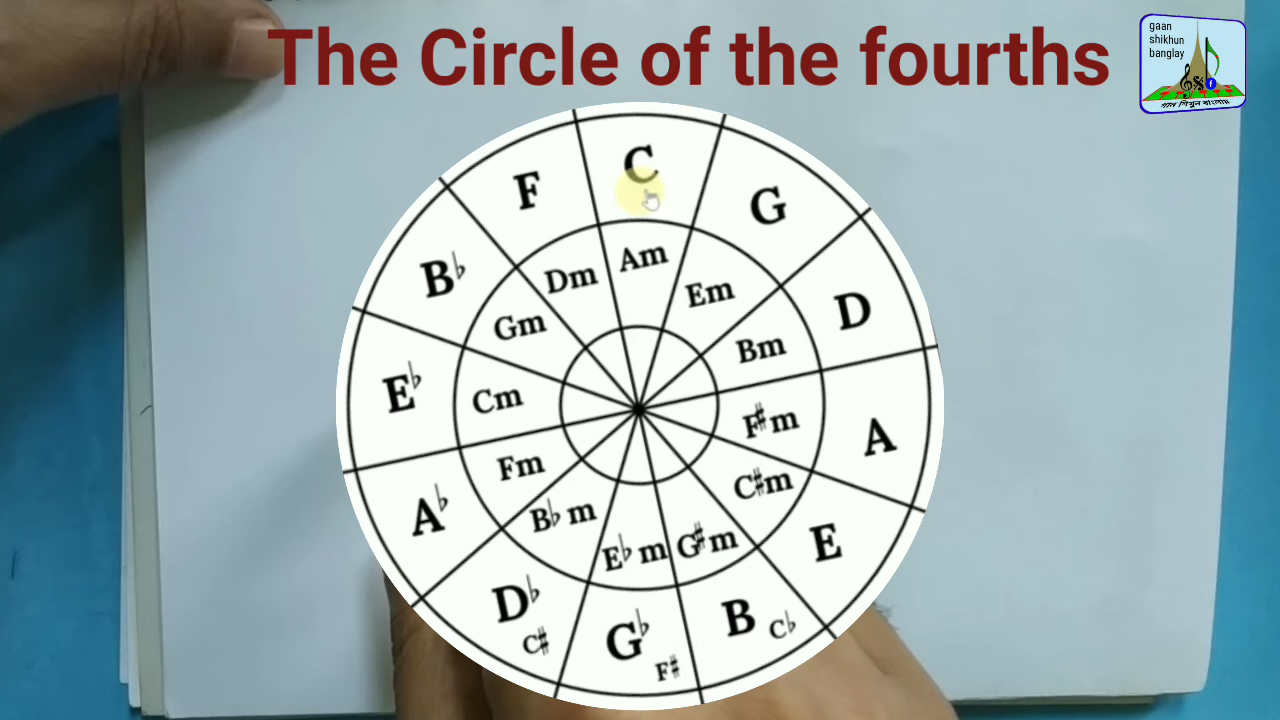 The Circle of the fourths
gaan
shikhun
banglay
গান শিখুন বাংলায়
C
G
D
A
E
B C♭
G♭ F♯
D♭ C♯
A♭
E♭
B♭
F
Am
Em
Bm
F♯m
C♯m
G♯m
E♭m
B♭m
Fm
Cm
Gm
Dm